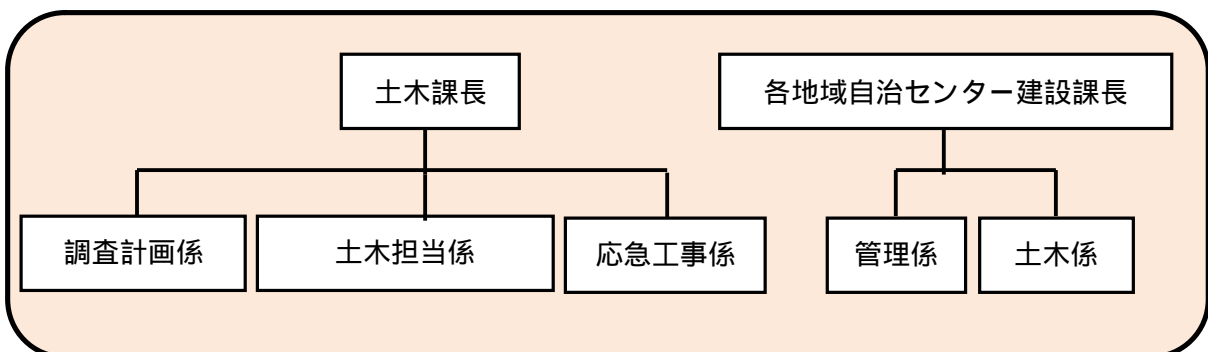 土木課長
各地域自治センター建設課長
調査計画係
土木担当係
応急工事係
管理係
土木係